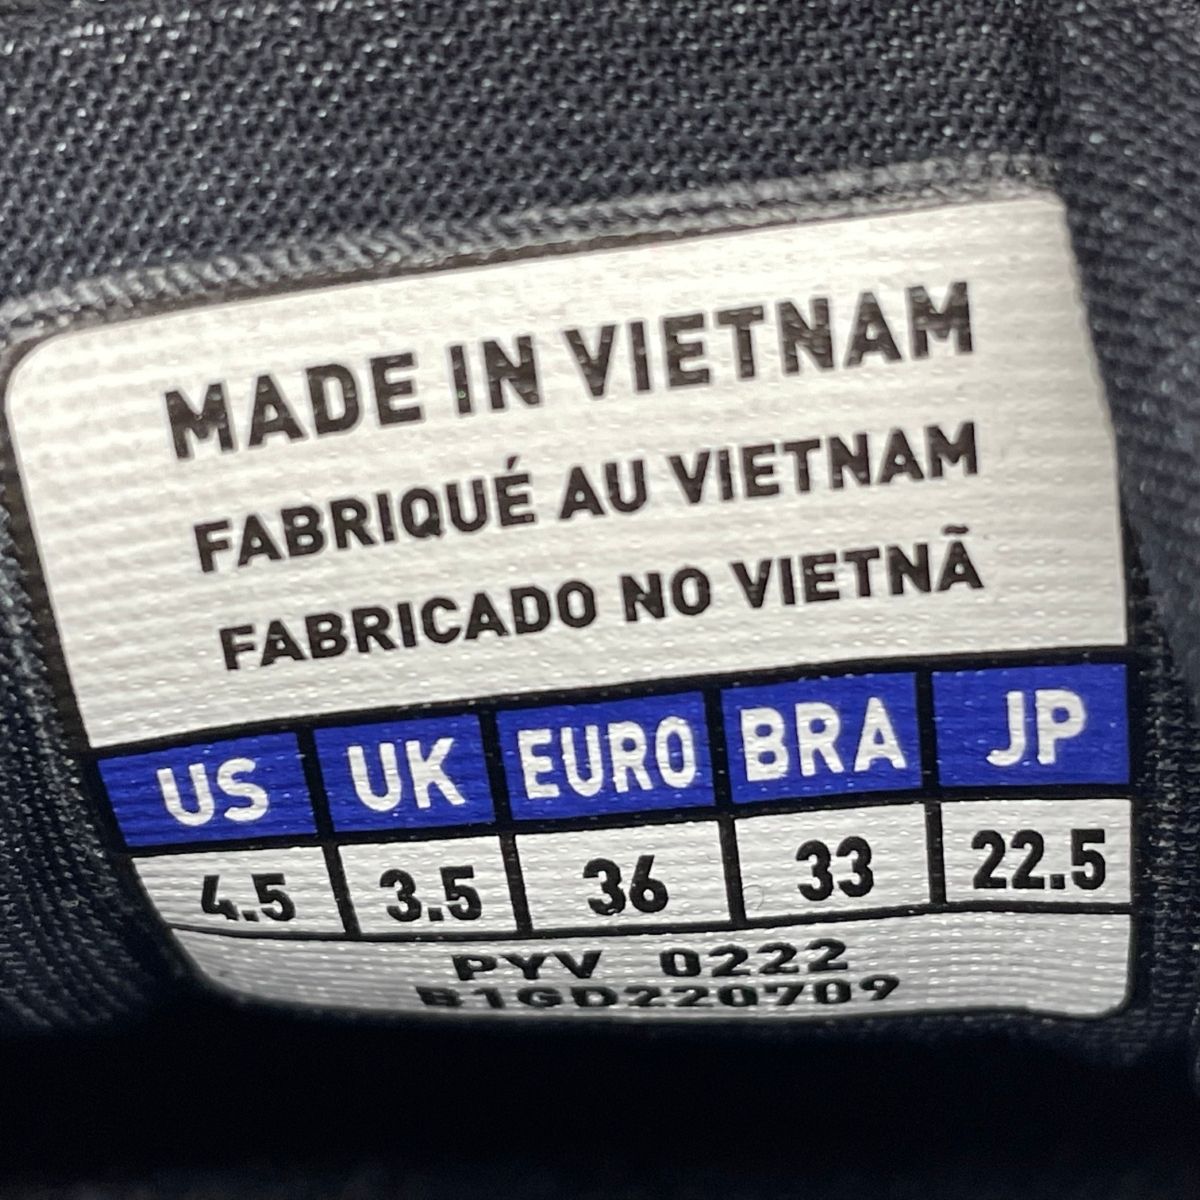 MADE IN VIETNAM
FABRIQUÉ AU VIETNAM
FABRICADO NO VIETNÃ
US UK EURO BRA JP
4.5 3.5 36 33 22.5
PYV 0222
B1GD220709